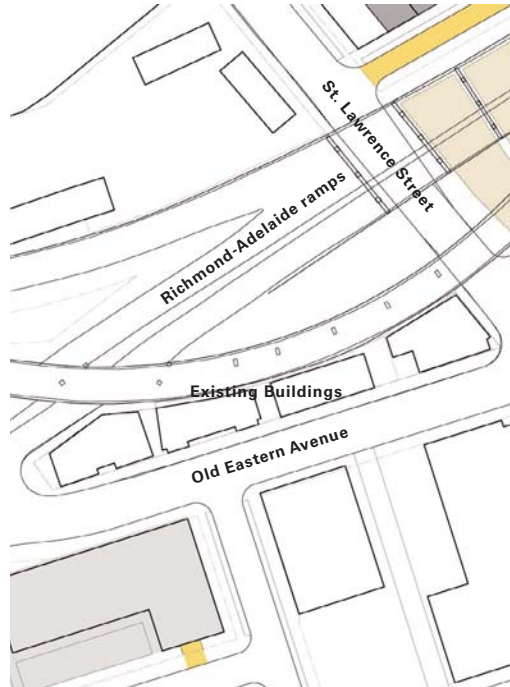 St. Lawrence Street
Richmond-Adelaide ramps
Existing Buildings
Old Eastern Avenue